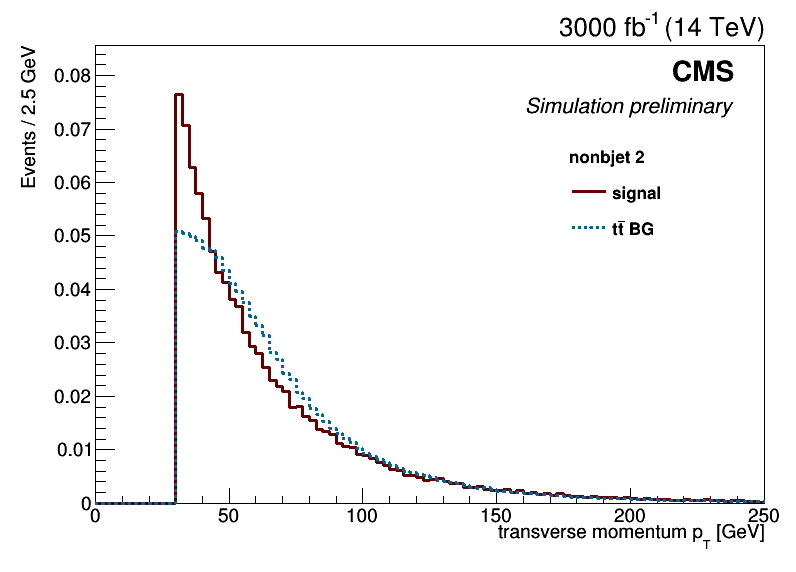 3000 fb⁻¹ (14 TeV)
CMS
Simulation preliminary
nonbjet 2
signal
tt̄ BG
Events / 2.5 GeV
0.08
0.07
0.06
0.05
0.04
0.03
0.02
0.01
0
0 50 100 150 200 250
transverse momentum p_T [GeV]